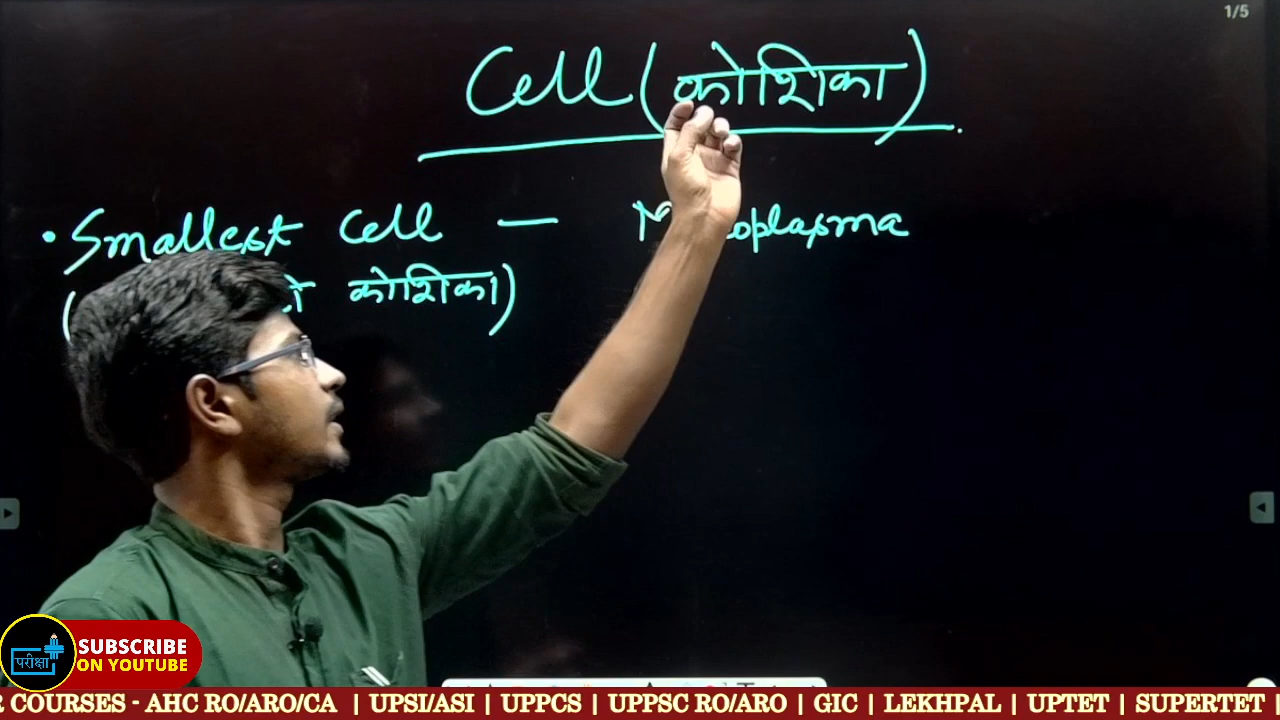 1/5
Cell (कोशिका)
• Smallest Cell — M oplasma
( कोशिका)
परीक्षा
SUBSCRIBE
ON YOUTUBE
R COURSES - AHC RO/ARO/CA | UPSI/ASI | UPPCS | UPPSC RO/ARO | GIC | LEKHPAL | UPTET | SUPERTET |